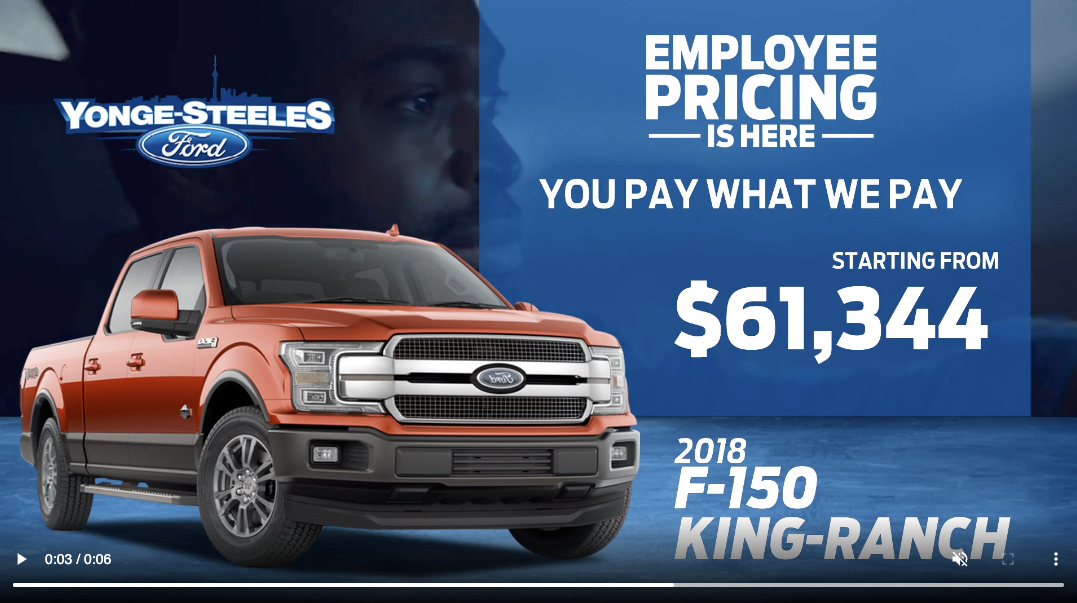 YONGE-STEELES
Ford
EMPLOYEE
PRICING
IS HERE
YOU PAY WHAT WE PAY
STARTING FROM
$61,344
Ford
2018
F-150
KING-RANCH
0:03 / 0:06